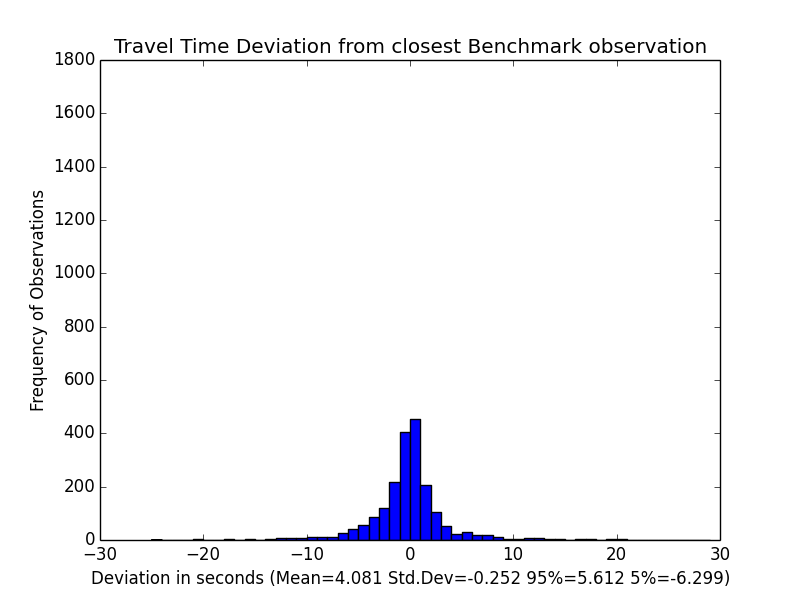 Travel Time Deviation from closest Benchmark observation
1800
1600
1400
1200
1000
800
600
400
200
0
Frequency of Observations
−30 −20 −10 0 10 20 30
Deviation in seconds (Mean=4.081 Std.Dev=-0.252 95%=5.612 5%=-6.299)